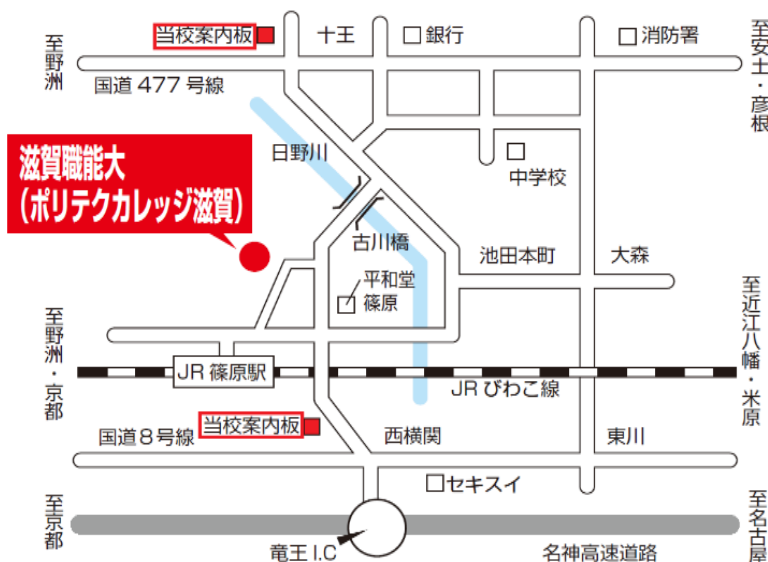 当校案内板
十王
銀行
消防署
至野洲
至安土・彦根
国道 477 号線
日野川
中学校
滋賀職能大
(ポリテクカレッジ滋賀)
古川橋
池田本町
大森
平和堂
篠原
至野洲・京都
至近江八幡・米原
JR 篠原駅
JR びわこ線
当校案内板
国道8号線
西横関
東川
セキスイ
至京都
至名古屋
竜王 I.C
名神高速道路